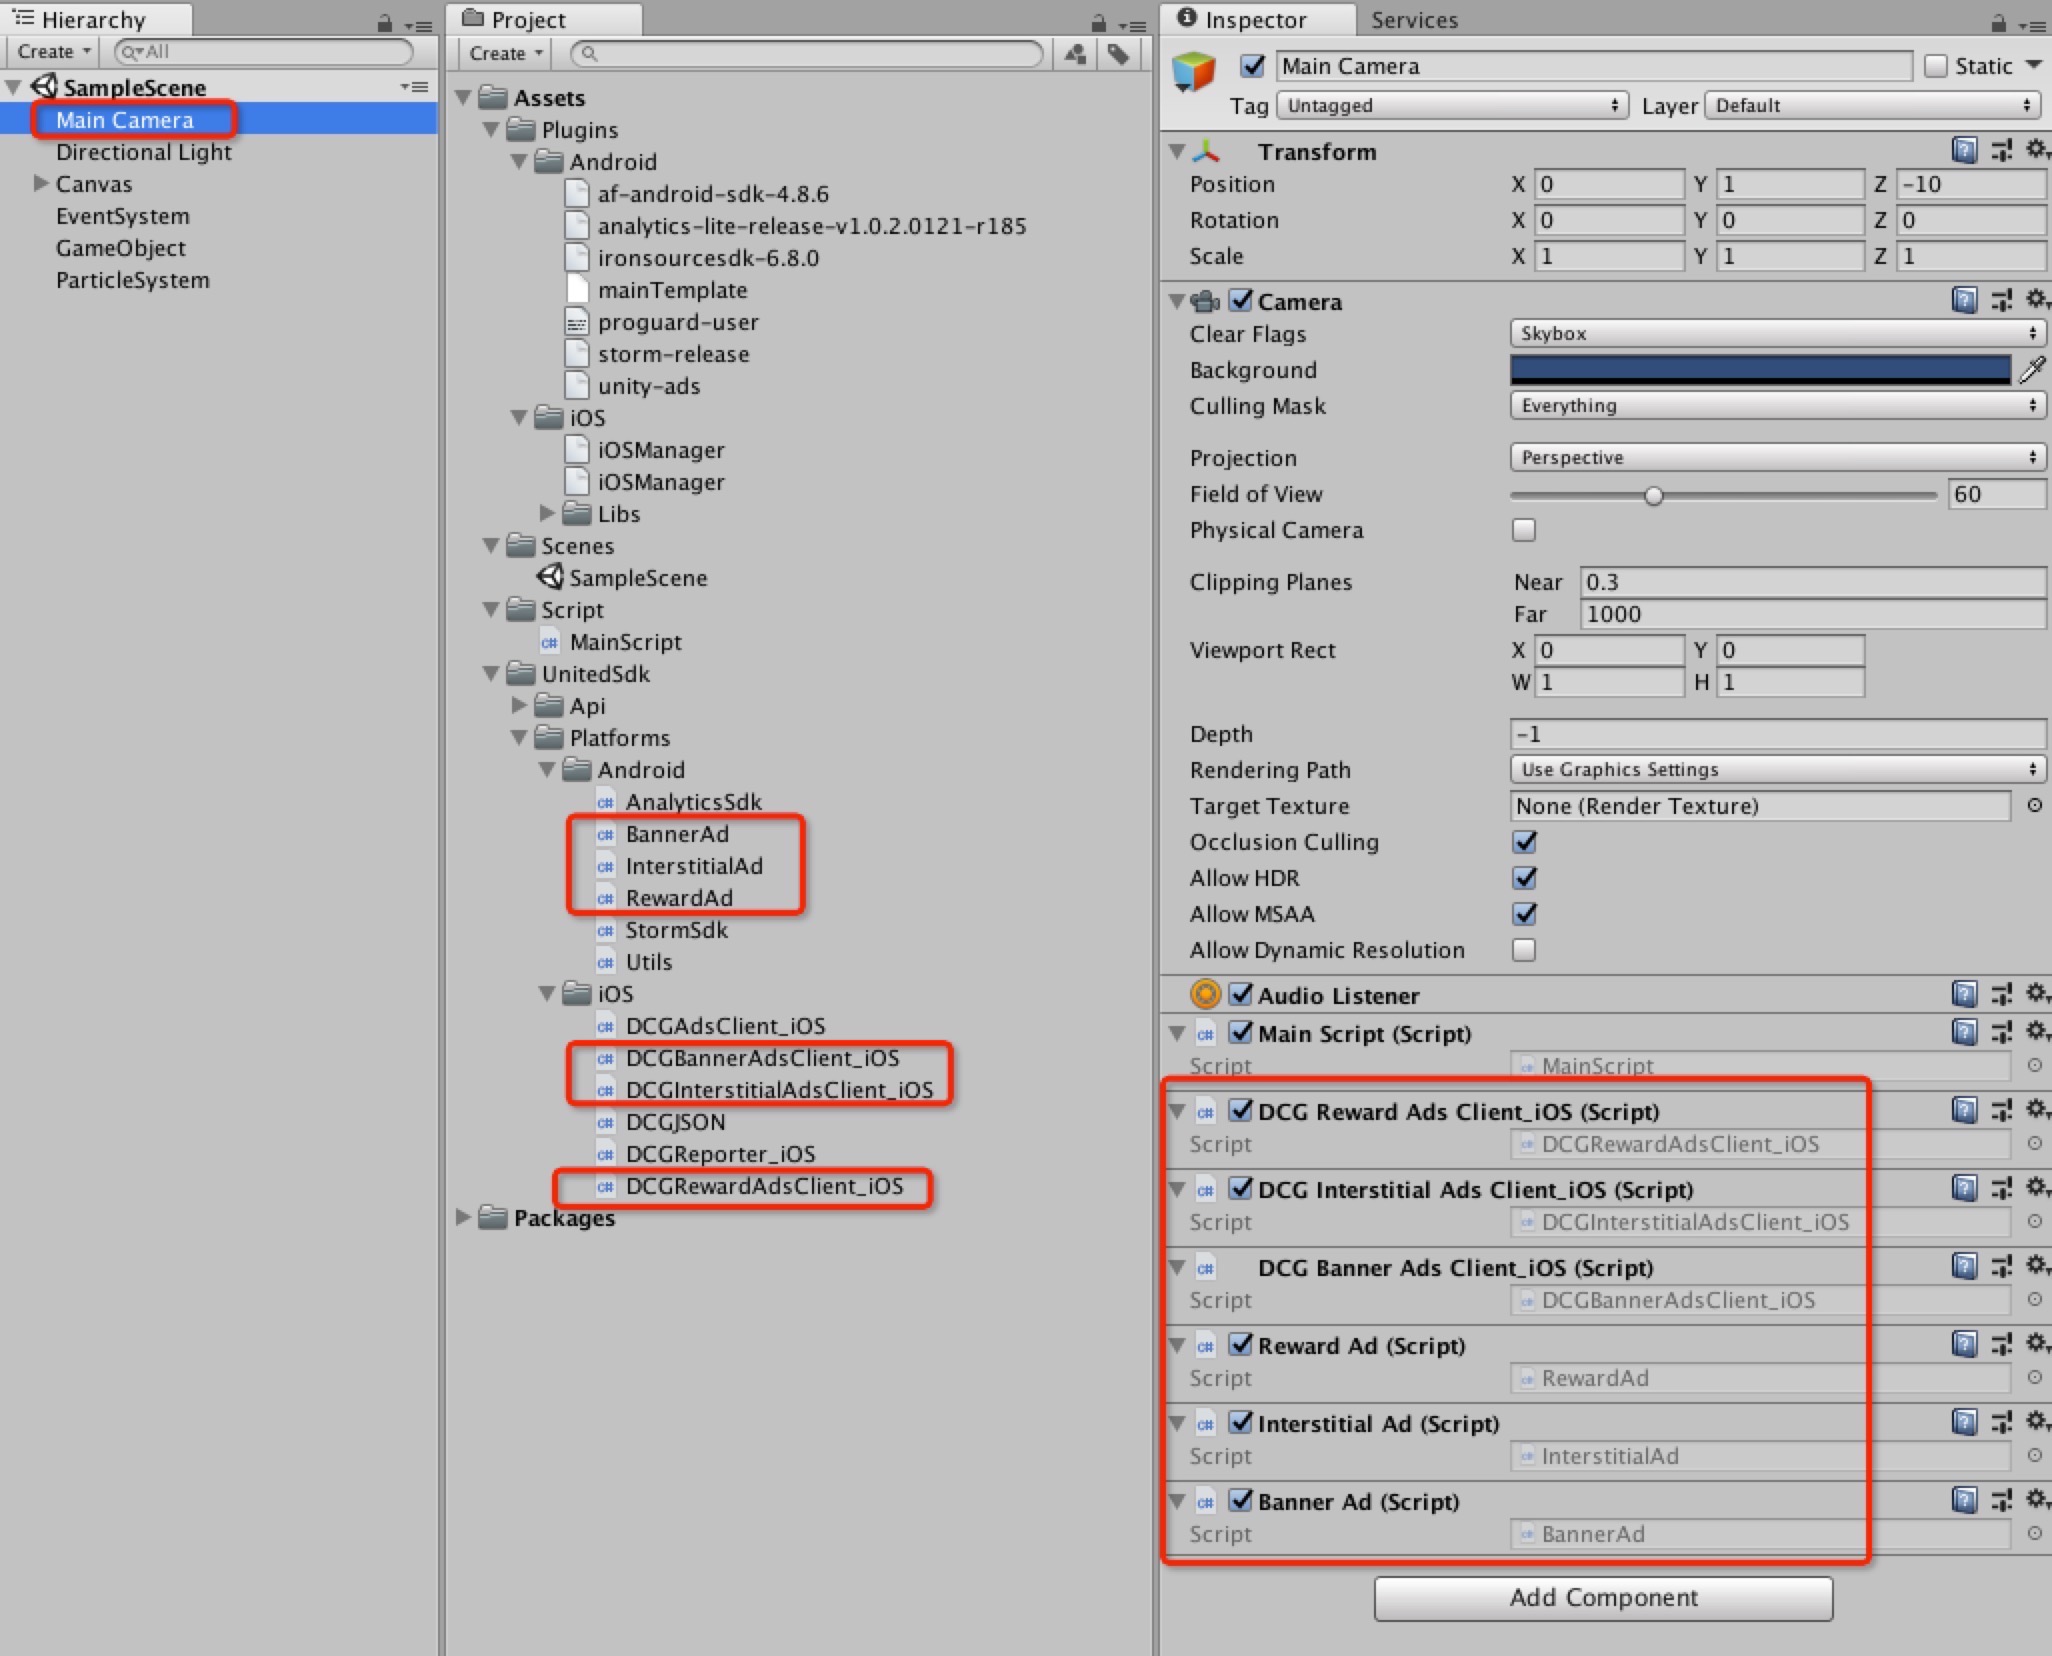 Hierarchy
Create
All
SampleScene
Main Camera
Directional Light
Canvas
EventSystem
GameObject
ParticleSystem
Project
Create
Assets
Plugins
Android
af-android-sdk-4.8.6
analytics-lite-release-v1.0.2.0121-r185
ironsourcesdk-6.8.0
mainTemplate
proguard-user
storm-release
unity-ads
iOS
iOSManager
iOSManager
Libs
Scenes
SampleScene
Script
C# MainScript
UnitedSdk
Api
Platforms
Android
C# AnalyticsSdk
C# BannerAd
C# InterstitialAd
C# RewardAd
C# StormSdk
C# Utils
iOS
C# DCGAdsClient_iOS
C# DCGBannerAdsClient_iOS
C# DCGInterstitialAdsClient_iOS
C# DCGJSON
C# DCGReporter_iOS
C# DCGRewardAdsClient_iOS
Packages
Inspector Services
Main Camera Static
Tag Untagged Layer Default
Transform
Position X 0 Y 1 Z -10
Rotation X 0 Y 0 Z 0
Scale X 1 Y 1 Z 1
Camera
Clear Flags Skybox
Background
Culling Mask Everything
Projection Perspective
Field of View 60
Physical Camera
Clipping Planes Near 0.3
Far 1000
Viewport Rect X 0 Y 0
W 1 H 1
Depth -1
Rendering Path Use Graphics Settings
Target Texture None (Render Texture)
Occlusion Culling
Allow HDR
Allow MSAA
Allow Dynamic Resolution
Audio Listener
C# Main Script (Script)
Script MainScript
C# DCG Reward Ads Client_iOS (Script)
Script DCGRewardAdsClient_iOS
C# DCG Interstitial Ads Client_iOS (Script)
Script DCGInterstitialAdsClient_iOS
C# DCG Banner Ads Client_iOS (Script)
Script DCGBannerAdsClient_iOS
C# Reward Ad (Script)
Script RewardAd
C# Interstitial Ad (Script)
Script InterstitialAd
C# Banner Ad (Script)
Script BannerAd
Add Component